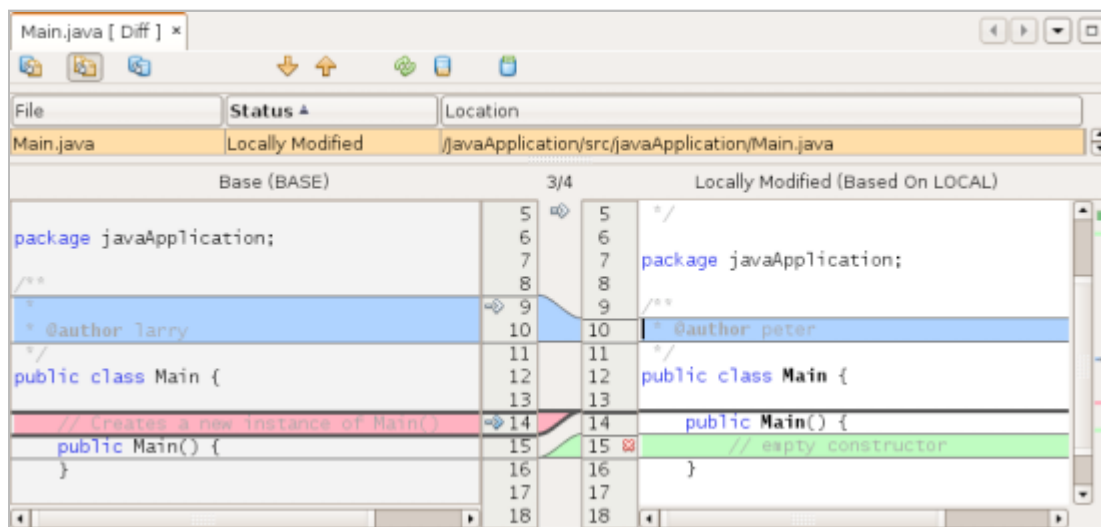 Main.java [ Diff ] ×
File Status Location
Main.java Locally Modified /JavaApplication/src/javaApplication/Main.java
Base (BASE) 3/4 Locally Modified (Based On LOCAL)
5 5 */
package javaApplication; 6 6
7 7 package javaApplication;
/** 8 8
* 9 9 /**
* @author larry 10 10 * @author peter
*/ 11 11 */
public class Main { 12 12 public class Main {
13 13
// Creates a new instance of Main() 14 14 public Main() {
public Main() { 15 15 // empty constructor
} 16 16 }
17 17
18 18